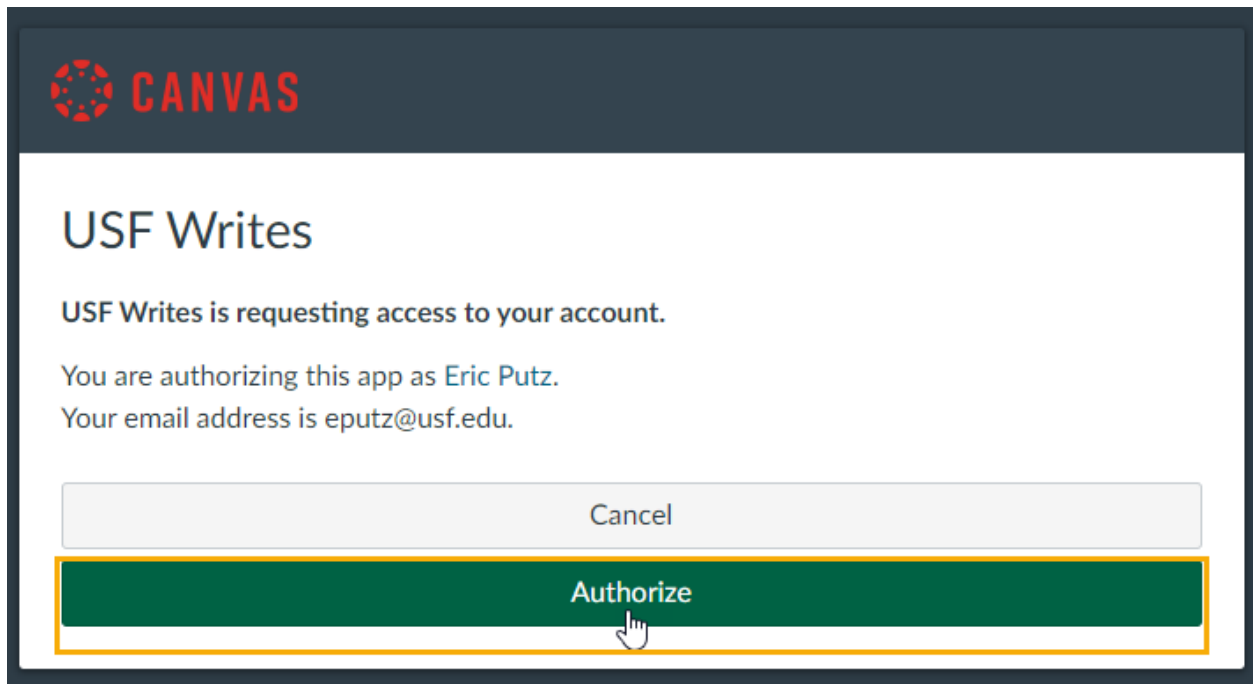 CANVAS
USF Writes
USF Writes is requesting access to your account.
You are authorizing this app as Eric Putz.
Your email address is eputz@usf.edu.
Cancel
Authorize